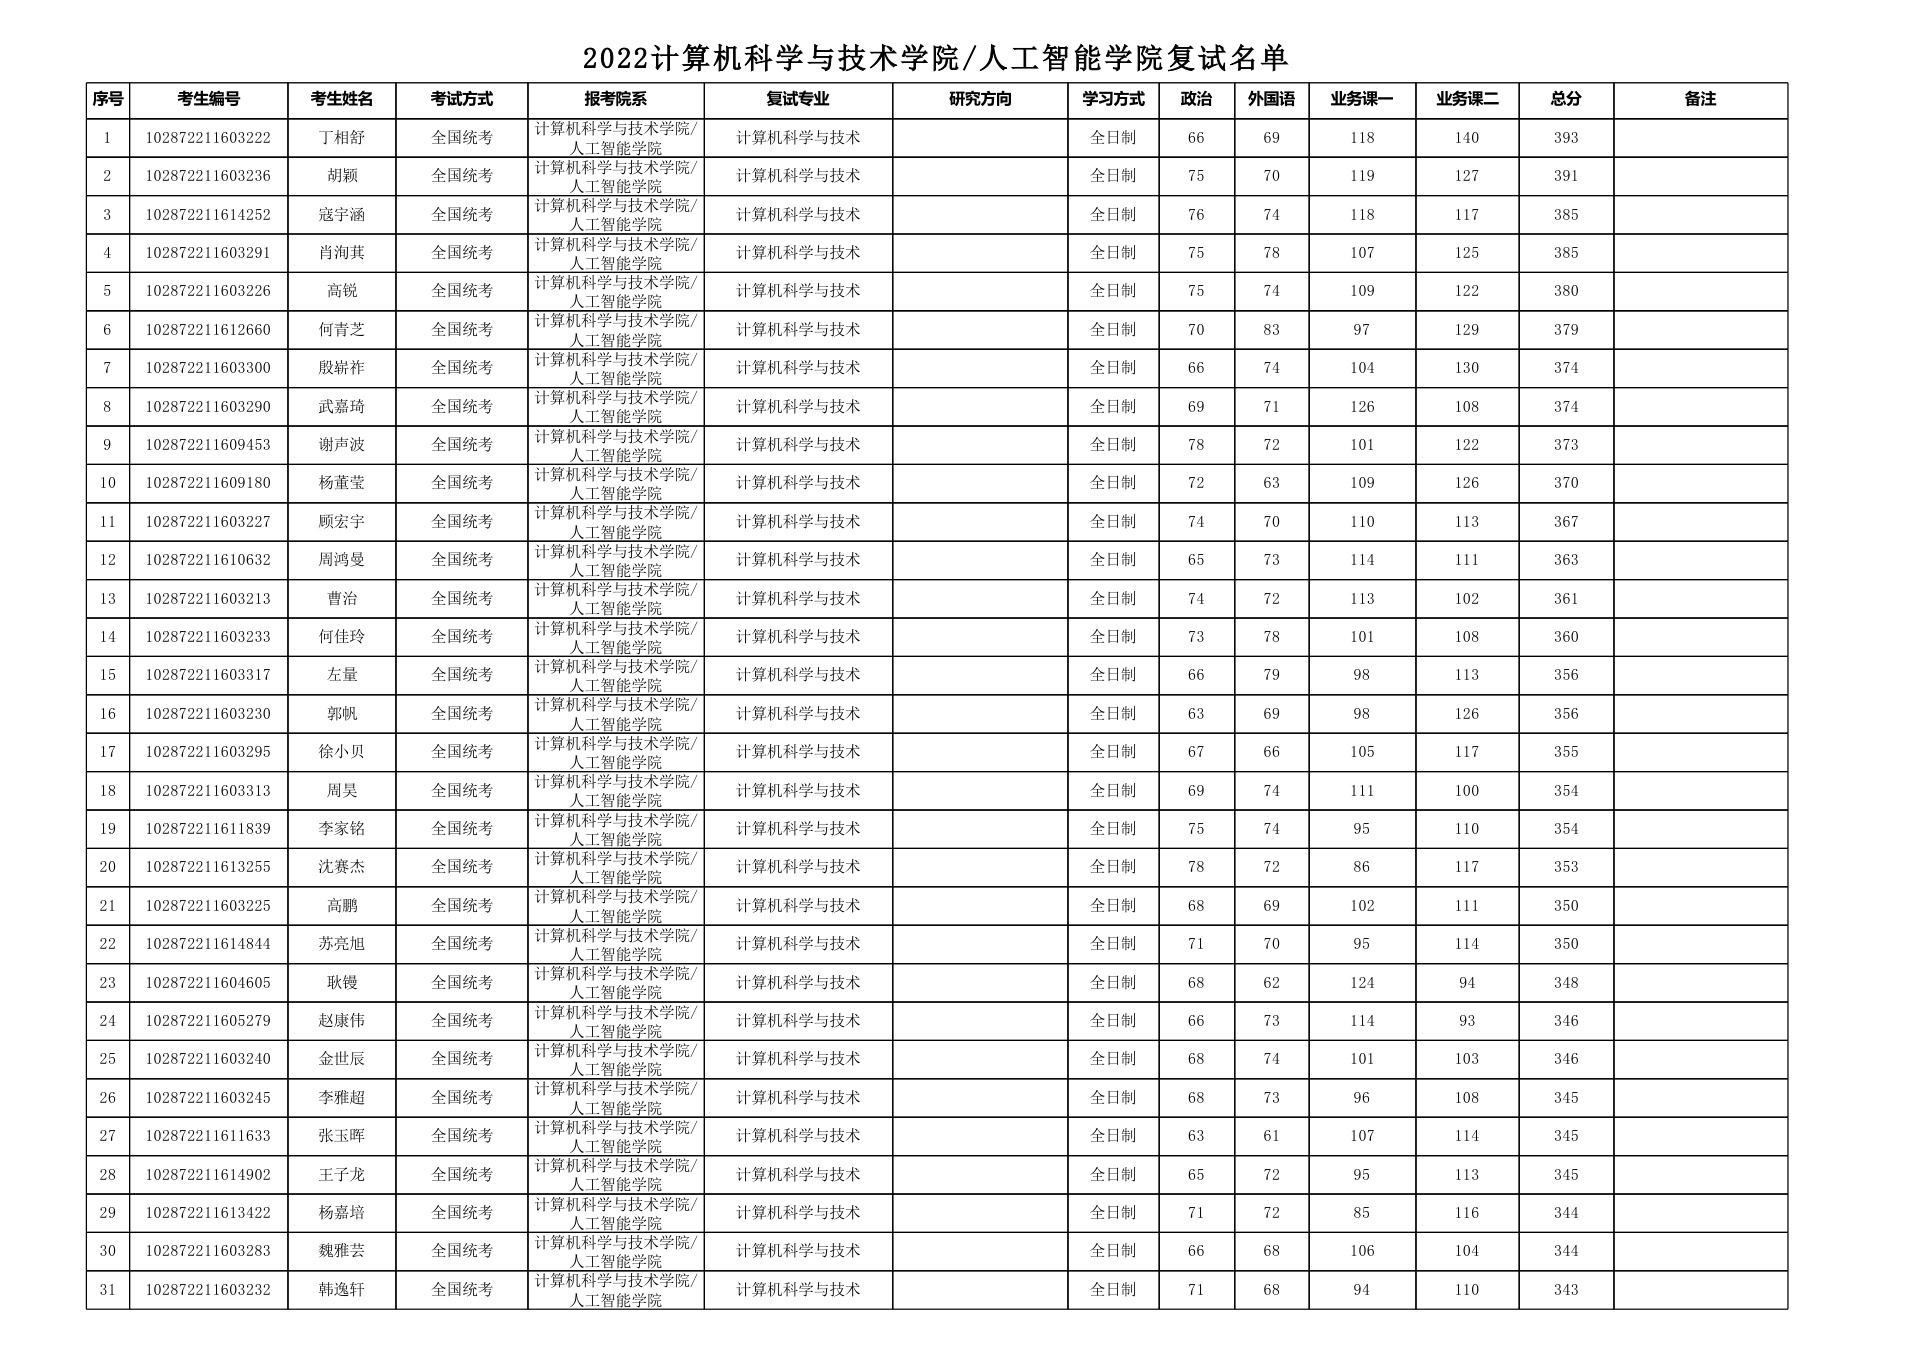 2022计算机科学与技术学院/人工智能学院复试名单
序号 考生编号 考生姓名 考试方式 报考院系 复试专业 研究方向 学习方式 政治 外国语 业务课一 业务课二 总分 备注
1 102872211603222 丁相舒 全国统考 计算机科学与技术学院/人工智能学院 计算机科学与技术 全日制 66 69 118 140 393
2 102872211603236 胡颖 全国统考 计算机科学与技术学院/人工智能学院 计算机科学与技术 全日制 75 70 119 127 391
3 102872211614252 寇宇涵 全国统考 计算机科学与技术学院/人工智能学院 计算机科学与技术 全日制 76 74 118 117 385
4 102872211603291 肖洵萁 全国统考 计算机科学与技术学院/人工智能学院 计算机科学与技术 全日制 75 78 107 125 385
5 102872211603226 高锐 全国统考 计算机科学与技术学院/人工智能学院 计算机科学与技术 全日制 75 74 109 122 380
6 102872211612660 何青芝 全国统考 计算机科学与技术学院/人工智能学院 计算机科学与技术 全日制 70 83 97 129 379
7 102872211603300 殷崭祚 全国统考 计算机科学与技术学院/人工智能学院 计算机科学与技术 全日制 66 74 104 130 374
8 102872211603290 武嘉琦 全国统考 计算机科学与技术学院/人工智能学院 计算机科学与技术 全日制 69 71 126 108 374
9 102872211609453 谢声波 全国统考 计算机科学与技术学院/人工智能学院 计算机科学与技术 全日制 78 72 101 122 373
10 102872211609180 杨董莹 全国统考 计算机科学与技术学院/人工智能学院 计算机科学与技术 全日制 72 63 109 126 370
11 102872211603227 顾宏宇 全国统考 计算机科学与技术学院/人工智能学院 计算机科学与技术 全日制 74 70 110 113 367
12 102872211610632 周鸿曼 全国统考 计算机科学与技术学院/人工智能学院 计算机科学与技术 全日制 65 73 114 111 363
13 102872211603213 曹治 全国统考 计算机科学与技术学院/人工智能学院 计算机科学与技术 全日制 74 72 113 102 361
14 102872211603233 何佳玲 全国统考 计算机科学与技术学院/人工智能学院 计算机科学与技术 全日制 73 78 101 108 360
15 102872211603317 左量 全国统考 计算机科学与技术学院/人工智能学院 计算机科学与技术 全日制 66 79 98 113 356
16 102872211603230 郭帆 全国统考 计算机科学与技术学院/人工智能学院 计算机科学与技术 全日制 63 69 98 126 356
17 102872211603295 徐小贝 全国统考 计算机科学与技术学院/人工智能学院 计算机科学与技术 全日制 67 66 105 117 355
18 102872211603313 周昊 全国统考 计算机科学与技术学院/人工智能学院 计算机科学与技术 全日制 69 74 111 100 354
19 102872211611839 李家铭 全国统考 计算机科学与技术学院/人工智能学院 计算机科学与技术 全日制 75 74 95 110 354
20 102872211613255 沈赛杰 全国统考 计算机科学与技术学院/人工智能学院 计算机科学与技术 全日制 78 72 86 117 353
21 102872211603225 高鹏 全国统考 计算机科学与技术学院/人工智能学院 计算机科学与技术 全日制 68 69 102 111 350
22 102872211614844 苏亮旭 全国统考 计算机科学与技术学院/人工智能学院 计算机科学与技术 全日制 71 70 95 114 350
23 102872211604605 耿镘 全国统考 计算机科学与技术学院/人工智能学院 计算机科学与技术 全日制 68 62 124 94 348
24 102872211605279 赵康伟 全国统考 计算机科学与技术学院/人工智能学院 计算机科学与技术 全日制 66 73 114 93 346
25 102872211603240 金世辰 全国统考 计算机科学与技术学院/人工智能学院 计算机科学与技术 全日制 68 74 101 103 346
26 102872211603245 李雅超 全国统考 计算机科学与技术学院/人工智能学院 计算机科学与技术 全日制 68 73 96 108 345
27 102872211611633 张玉晖 全国统考 计算机科学与技术学院/人工智能学院 计算机科学与技术 全日制 63 61 107 114 345
28 102872211614902 王子龙 全国统考 计算机科学与技术学院/人工智能学院 计算机科学与技术 全日制 65 72 95 113 345
29 102872211613422 杨嘉培 全国统考 计算机科学与技术学院/人工智能学院 计算机科学与技术 全日制 71 72 85 116 344
30 102872211603283 魏雅芸 全国统考 计算机科学与技术学院/人工智能学院 计算机科学与技术 全日制 66 68 106 104 344
31 102872211603232 韩逸轩 全国统考 计算机科学与技术学院/人工智能学院 计算机科学与技术 全日制 71 68 94 110 343